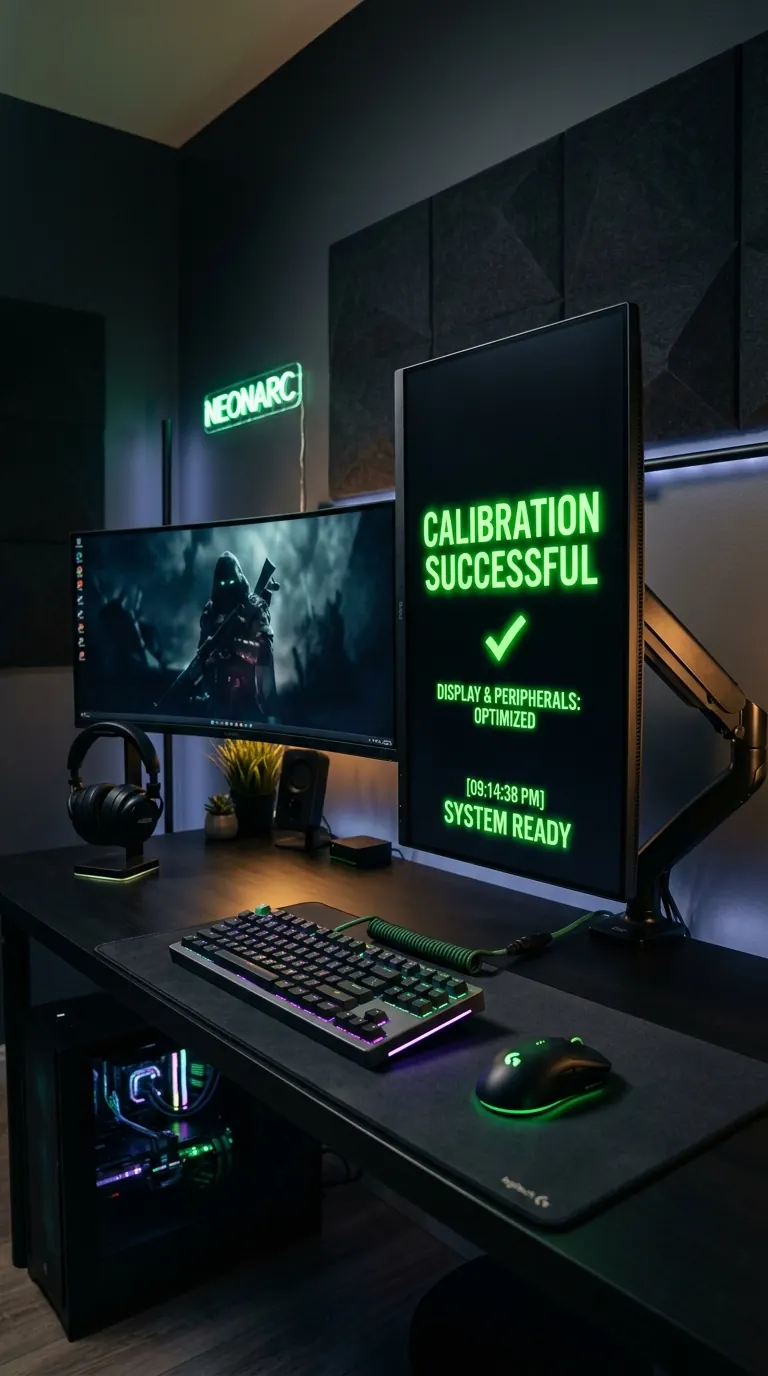 NEONARC
CALIBRATION
SUCCESSFUL
DISPLAY & PERIPHERALS:
OPTIMIZED
[09:14:38 PM]
SYSTEM READY
logitech G